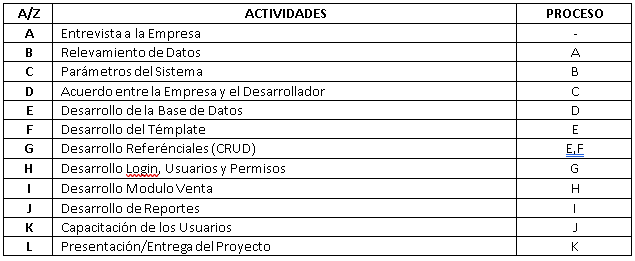 A/Z ACTIVIDADES PROCESO
A Entrevista a la Empresa -
B Relevamiento de Datos A
C Parámetros del Sistema B
D Acuerdo entre la Empresa y el Desarrollador C
E Desarrollo de la Base de Datos D
F Desarrollo del Témplate E
G Desarrollo Referénciales (CRUD) E,F
H Desarrollo Login, Usuarios y Permisos G
I Desarrollo Modulo Venta H
J Desarrollo de Reportes I
K Capacitación de los Usuarios J
L Presentación/Entrega del Proyecto K